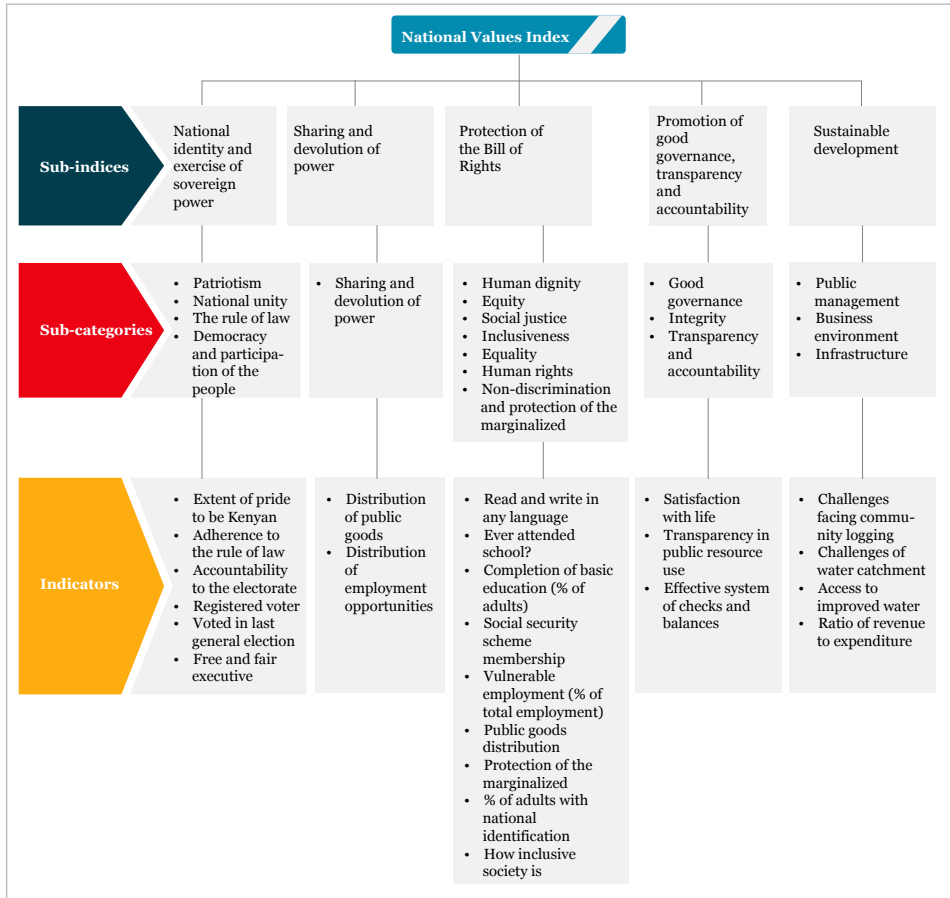 National Values Index
Sub-indices
National
identity and
exercise of
sovereign
power
Sharing and
devolution of
power
Protection of
the Bill of
Rights
Promotion of
good
governance,
transparency
and
accountability
Sustainable
development
Sub-categories
• Patriotism
• National unity
• The rule of law
• Democracy
and participa-
tion of the
people
• Sharing and
devolution of
power
• Human dignity
• Equity
• Social justice
• Inclusiveness
• Equality
• Human rights
• Non-discrimination
and protection of the
marginalized
• Good
governance
• Integrity
• Transparency
and
accountability
• Public
management
• Business
environment
• Infrastructure
Indicators
• Extent of pride
to be Kenyan
• Adherence to
the rule of law
• Accountability
to the electorate
• Registered voter
• Voted in last
general election
• Free and fair
executive
• Distribution
of public
goods
• Distribution
of
employment
opportunities
• Read and write in
any language
• Ever attended
school?
• Completion of basic
education (% of
adults)
• Social security
scheme
membership
• Vulnerable
employment (% of
total employment)
• Public goods
distribution
• Protection of the
marginalized
• % of adults with
national
identification
• How inclusive
society is
• Satisfaction
with life
• Transparency in
public resource
use
• Effective system
of checks and
balances
• Challenges
facing commu-
nity logging
• Challenges of
water catchment
• Access to
improved water
• Ratio of revenue
to expenditure